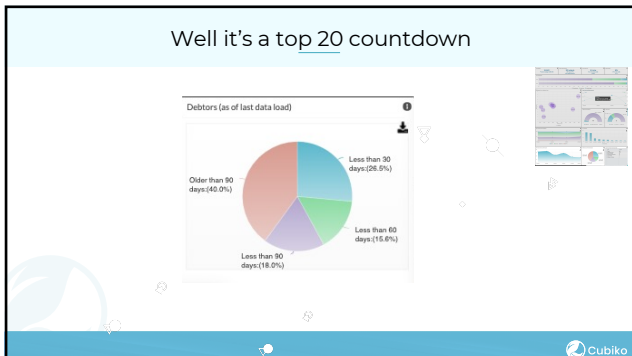 Well it's a top 20 countdown
Debtors (as of last data load)
Less than 30
days:(26.5%)
Older than 90
days:(40.0%)
Less than 60
days:(15.6%)
Less than 90
days:(18.0%)
Cubiko